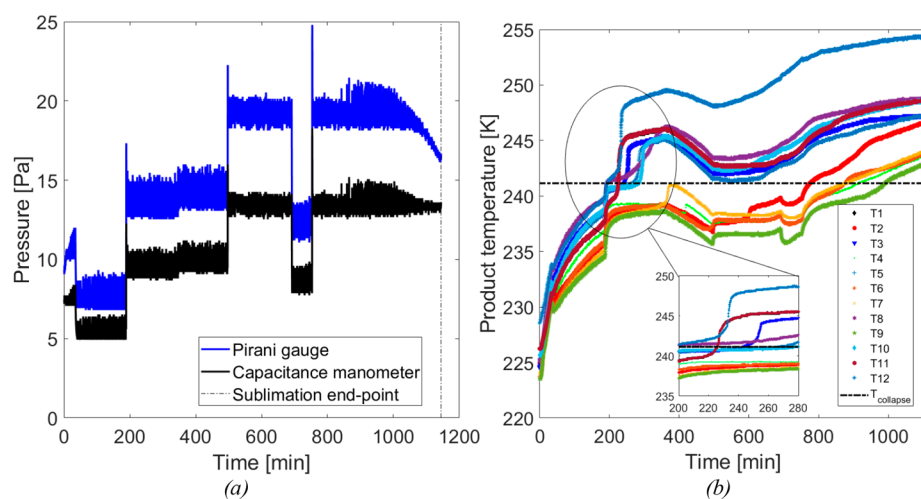 25
20
15
10
5
0
Pressure [Pa]
Pirani gauge
Capacitance manometer
Sublimation end-point
0 200 400 600 800 1000 1200
Time [min]
(a)
255
250
245
240
235
230
225
220
Product temperature [K]
T1
T2
T3
T4
T5
T6
T7
T8
T9
T10
T11
T12
Tcollapse
265
255
250
245
240
235
200 220 240 260 280
0 200 400 600 800 1000
Time [min]
(b)